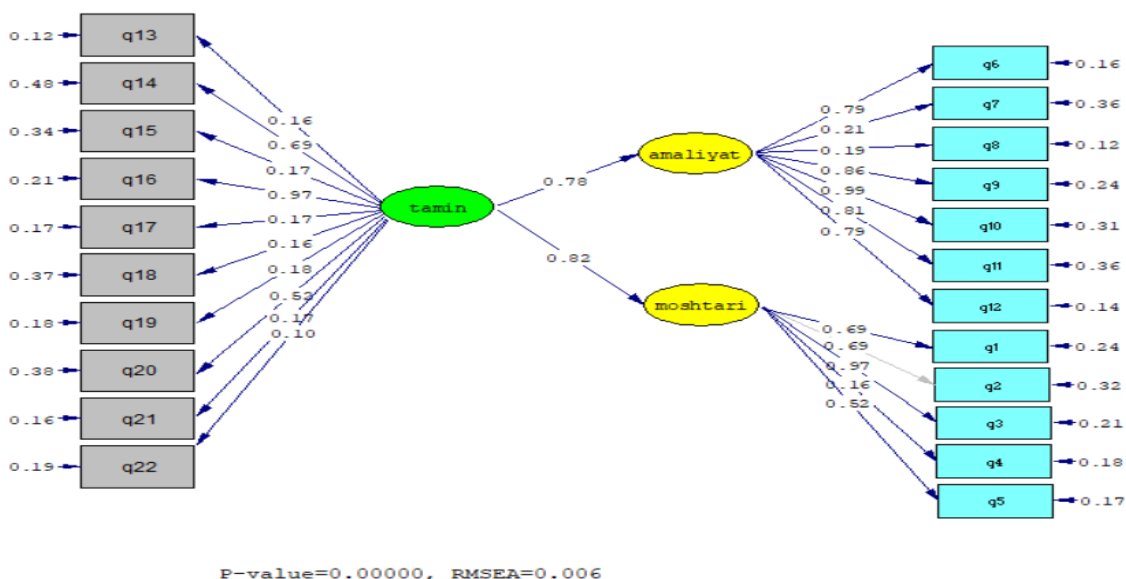 0.12 q13
0.48 q14
0.34 q15
0.21 q16
0.17 q17
0.37 q18
0.18 q19
0.38 q20
0.16 q21
0.19 q22
0.16
0.69
0.17
0.97
0.17
0.16
0.18
0.52
0.17
0.10
tamin
0.78
0.82
amaliyat
moshtari
0.79
0.21
0.19
0.86
0.99
0.81
0.79
0.69
0.69
0.97
0.16
0.52
q6 0.16
q7 0.36
q8 0.12
q9 0.24
q10 0.31
q11 0.36
q12 0.14
q1 0.24
q2 0.32
q3 0.21
q4 0.18
q5 0.17
P-value=0.00000, RMSEA=0.006